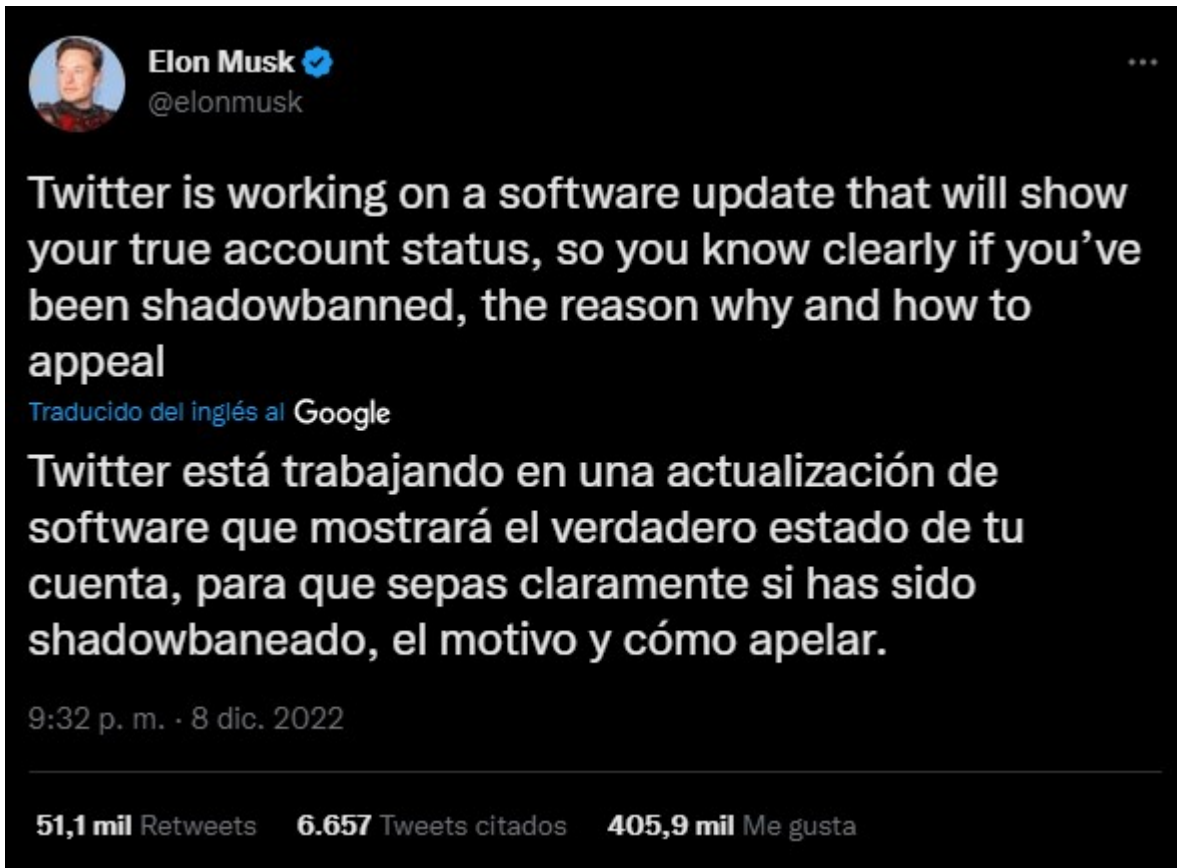 Elon Musk
@elonmusk
Twitter is working on a software update that will show
your true account status, so you know clearly if you’ve
been shadowbanned, the reason why and how to
appeal
Traducido del inglés al Google
Twitter está trabajando en una actualización de
software que mostrará el verdadero estado de tu
cuenta, para que sepas claramente si has sido
shadowbaneado, el motivo y cómo apelar.
9:32 p. m. · 8 dic. 2022
51,1 mil Retweets 6.657 Tweets citados 405,9 mil Me gusta